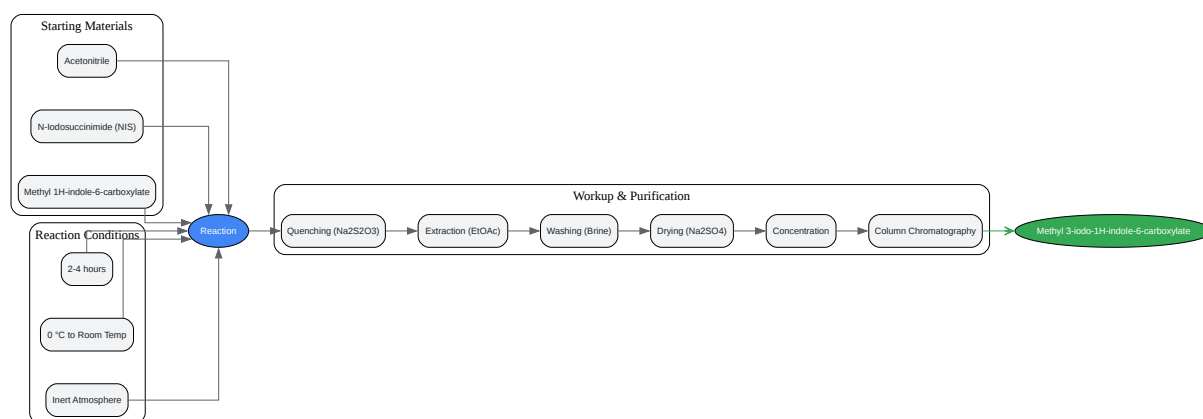 Starting Materials
Acetonitrile
N-Iodosuccinimide (NIS)
Methyl 1H-indole-6-carboxylate
Reaction Conditions
2-4 hours
0 °C to Room Temp
Inert Atmosphere
Reaction
Workup & Purification
Quenching (Na2S2O3)
Extraction (EtOAc)
Washing (Brine)
Drying (Na2SO4)
Concentration
Column Chromatography
Methyl 3-iodo-1H-indole-6-carboxylate